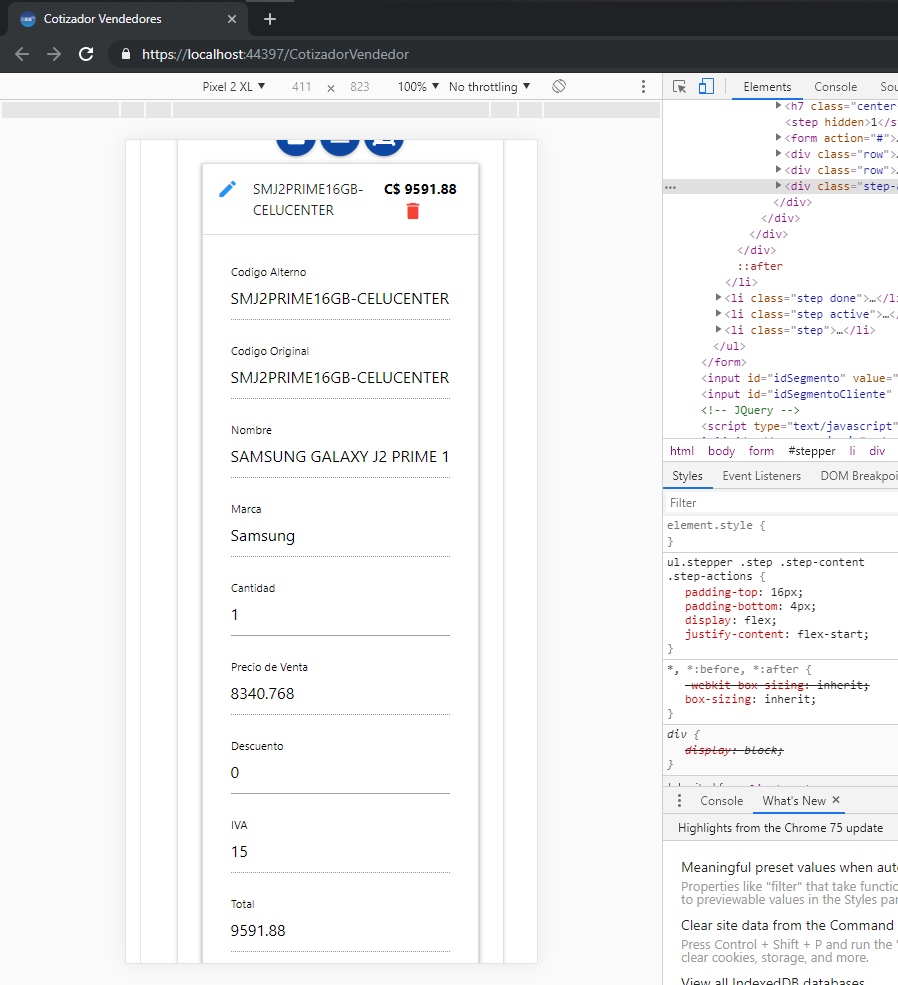 Cotizador Vendedores
https://localhost:44397/CotizadorVendedor
Pixel 2 XL ▼ 411 × 823 100% ▼ No throttling ▼
SMJ2PRIME16GB-
CELUCENTER
C$ 9591.88
Codigo Alterno
SMJ2PRIME16GB-CELUCENTER
Codigo Original
SMJ2PRIME16GB-CELUCENTER
Nombre
SAMSUNG GALAXY J2 PRIME 1
Marca
Samsung
Cantidad
1
Precio de Venta
8340.768
Descuento
0
IVA
15
Total
9591.88
Elements Console Sou
<h7 class="center
<step hidden>1</s
<form action="#">
<div class="row">
<div class="row">
<div class="step-
</div>
</div>
</div>
</div>
::after
</li>
<li class="step done">…</li
<li class="step active">…<
<li class="step">…</li>
</ul>
</form>
<input id="idSegmento" value="
<input id="idSegmentoCliente"
<!-- JQuery -->
<script type="text/javascript"
html body form #stepper li div
Styles Event Listeners DOM Breakpoi
Filter
element.style {
}
ul.stepper .step .step-content
.step-actions {
padding-top: 16px;
padding-bottom: 4px;
display: flex;
justify-content: flex-start;
}
*, *:before, *:after {
-webkit-box-sizing: inherit;
box-sizing: inherit;
}
div {
display: block;
}
Console What's New ×
Highlights from the Chrome 75 update
Meaningful preset values when aut
Properties like "filter" that take functi
to previewable values in the Styles pan
Clear site data from the Command
Press Control + Shift + P and run the "
clear cookies, storage, and more.
View all IndexedDB databases